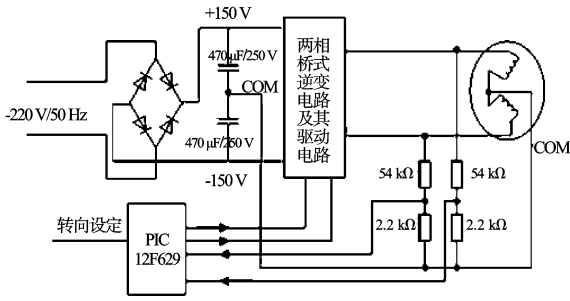 +150 V
470 μF/250 V
COM
470 μF/250 V
-150 V
-220 V/50 Hz
两相
桥式
逆变
电路
及其
驱动
电路
COM
54 kΩ
54 kΩ
2.2 kΩ
2.2 kΩ
转向设定
PIC
12F629